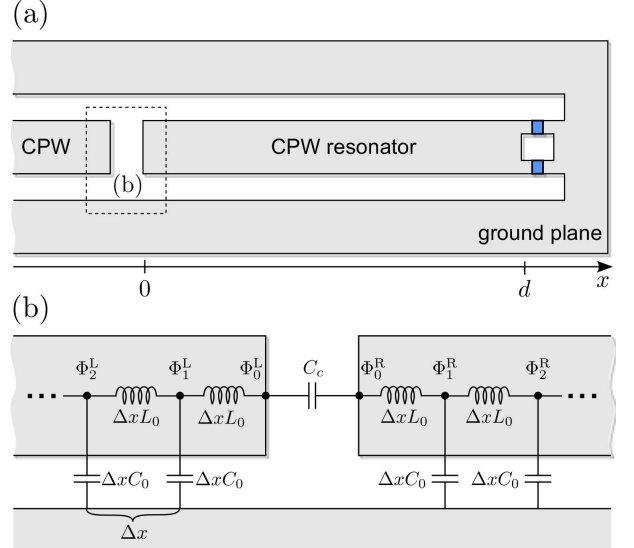 (a)
CPW
CPW resonator
(b)
ground plane
0
d
x
(b)
Φ₂ᴸ Φ₁ᴸ Φ₀ᴸ C_c Φ₀ᴿ Φ₁ᴿ Φ₂ᴿ
ΔxL₀ ΔxL₀ ΔxL₀ ΔxL₀
ΔxC₀ ΔxC₀ ΔxC₀ ΔxC₀
Δx